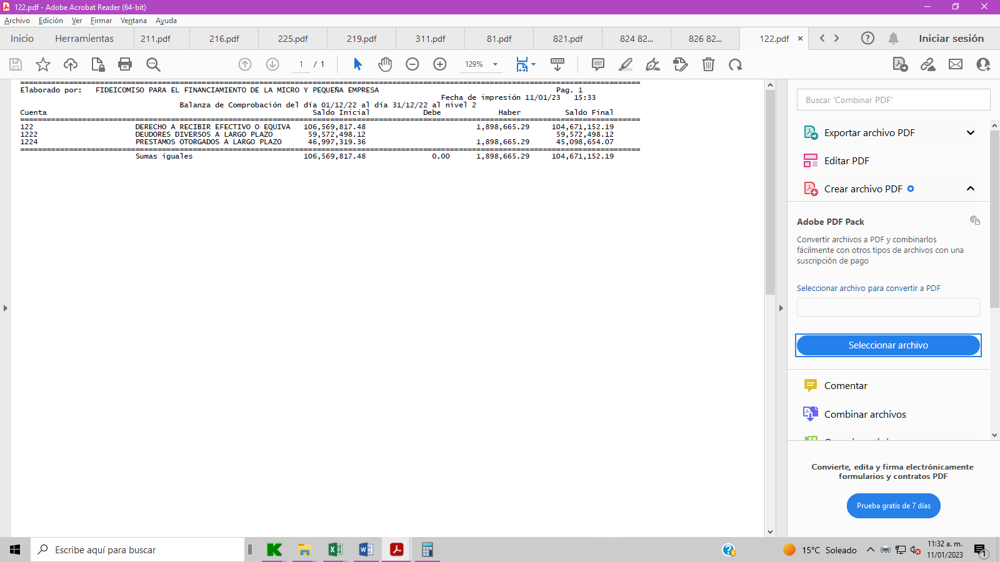 122.pdf - Adobe Acrobat Reader (64-bit)
Archivo Edición Ver Firmar Ventana Ayuda
Inicio Herramientas 211.pdf 216.pdf 225.pdf 219.pdf 311.pdf 81.pdf 821.pdf 824 82... 826 82... 122.pdf × Iniciar sesión
1 / 1 129%
Elaborado por: FIDEICOMISO PARA EL FINANCIAMIENTO DE LA MICRO Y PEQUEÑA EMPRESA Pag. 1
Fecha de impresión 11/01/23 15:33
Balanza de Comprobación del día 01/12/22 al día 31/12/22 al nivel 2
Cuenta Saldo Inicial Debe Haber Saldo Final
122 DERECHO A RECIBIR EFECTIVO O EQUIVA 106,569,817.48 1,898,665.29 104,671,152.19
1222 DEUDORES DIVERSOS A LARGO PLAZO 59,572,498.12 59,572,498.12
1224 PRESTAMOS OTORGADOS A LARGO PLAZO 46,997,319.36 1,898,665.29 45,098,654.07
Sumas iguales 106,569,817.48 0.00 1,898,665.29 104,671,152.19
Buscar 'Combinar PDF'
Exportar archivo PDF
Editar PDF
Crear archivo PDF
Adobe PDF Pack
Convertir archivos a PDF y combinarlos
fácilmente con otros tipos de archivos con una
suscripción de pago
Seleccionar archivo para convertir a PDF
Seleccionar archivo
Comentar
Combinar archivos
Convierte, edita y firma electrónicamente
formularios y contratos PDF
Prueba gratis de 7 días
Escribe aquí para buscar
15°C Soleado
11:32 a. m.
11/01/2023
1